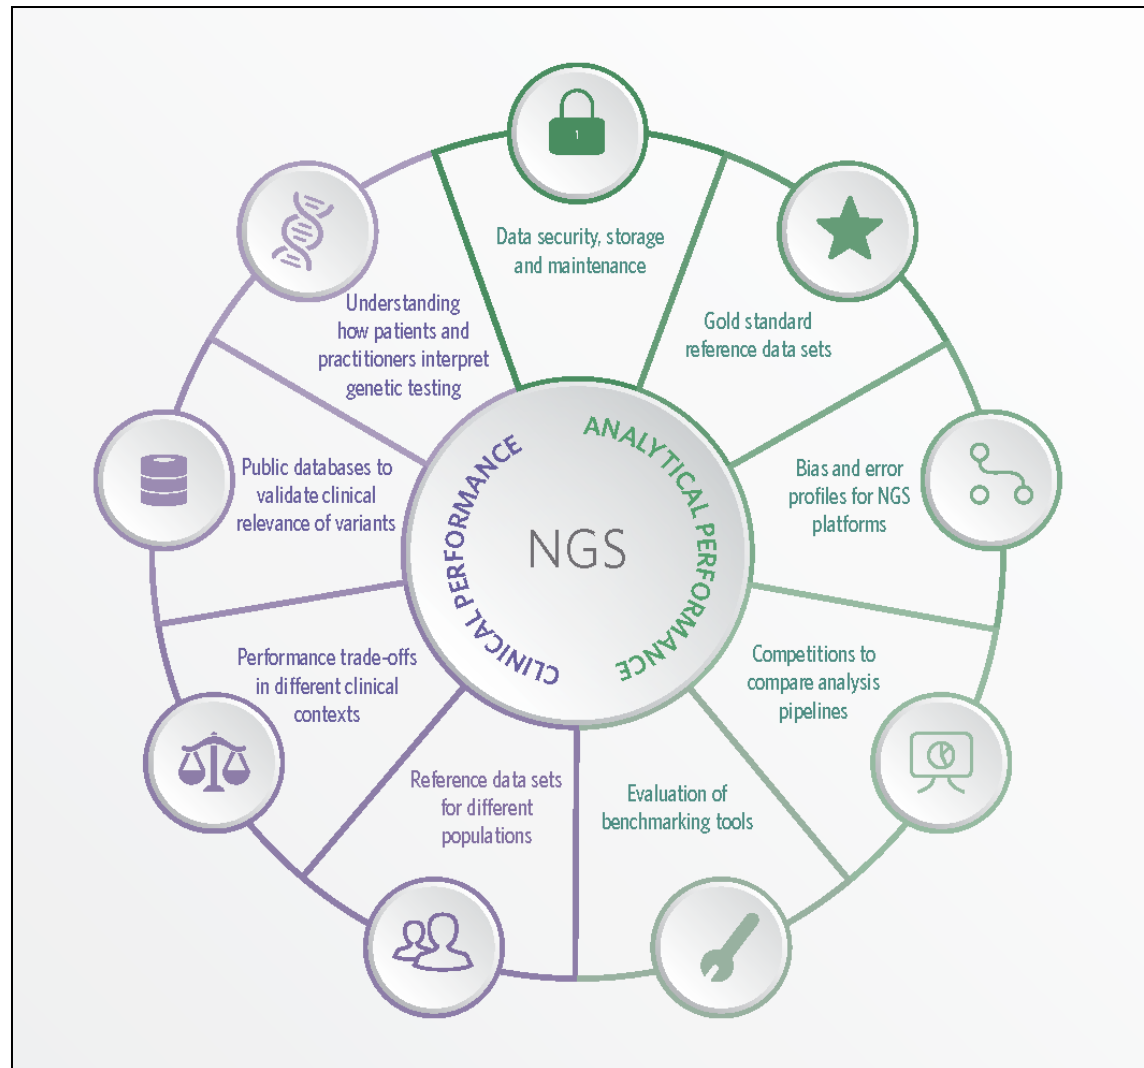 1
Data security, storage
and maintenance
Gold standard
reference data sets
Bias and error
profiles for NGS
platforms
Competitions to
compare analysis
pipelines
Evaluation of
benchmarking tools
Reference data sets
for different
populations
Performance trade-offs
in different clinical
contexts
Public databases to
validate clinical
relevance of variants
Understanding
how patients and
practitioners interpret
genetic testing
CLINICAL PERFORMANCE
ANALYTICAL PERFORMANCE
NGS